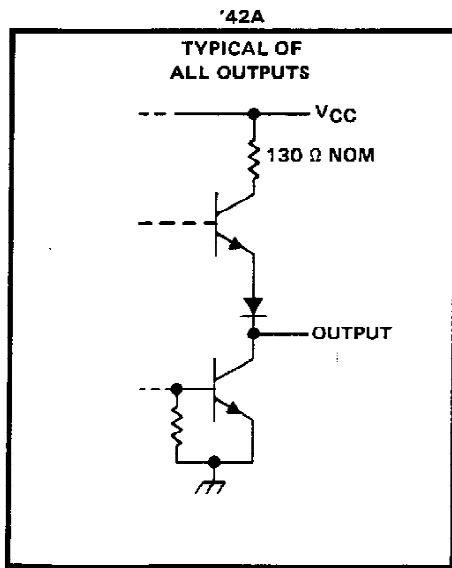 '42A
TYPICAL OF
ALL OUTPUTS
VCC
130 Ω NOM
OUTPUT